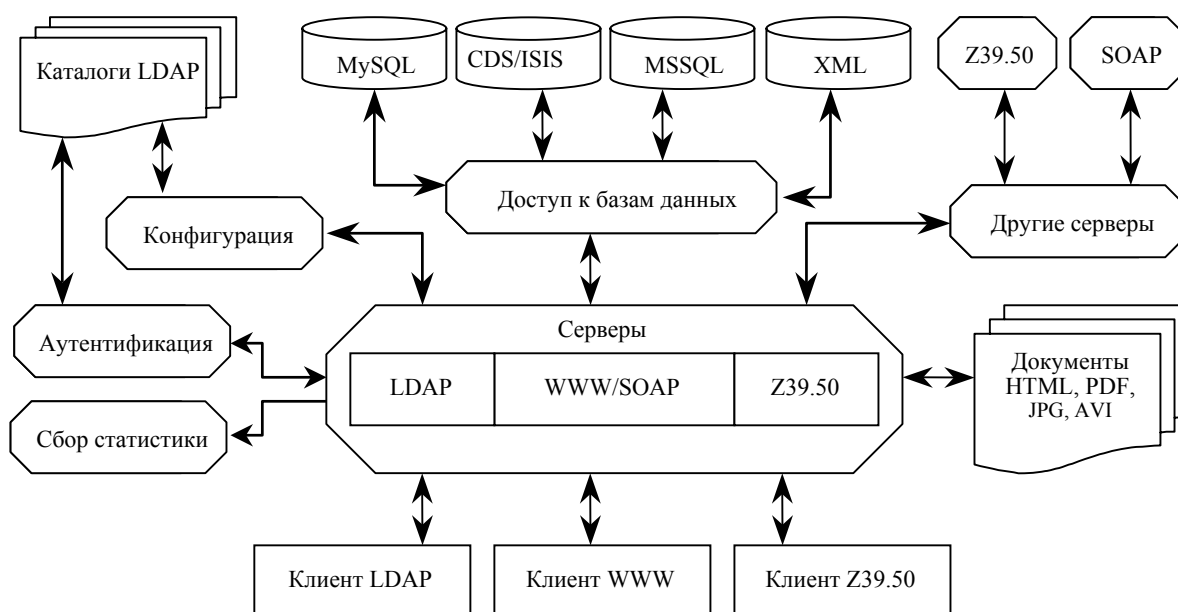 Каталоги LDAP
MySQL
CDS/ISIS
MSSQL
XML
Z39.50
SOAP
Доступ к базам данных
Конфигурация
Другие серверы
Аутентификация
Серверы
LDAP
WWW/SOAP
Z39.50
Документы
HTML, PDF,
JPG, AVI
Сбор статистики
Клиент LDAP
Клиент WWW
Клиент Z39.50